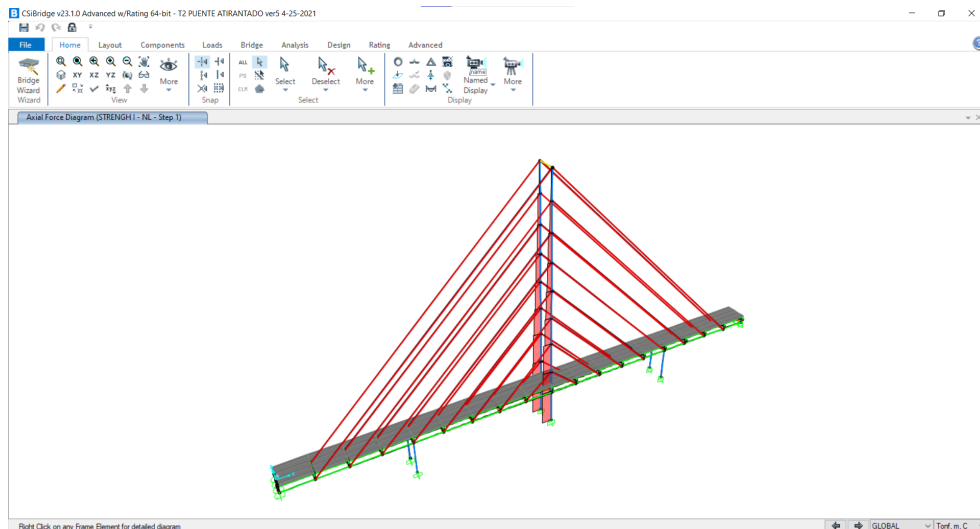 CSiBridge v23.1.0 Advanced w/Rating 64-bit - T2 PUENTE ATIRANTADO ver5 4-25-2021
File Home Layout Components Loads Bridge Analysis Design Rating Advanced
Bridge Wizard
XY XZ YZ
More
ALL
PS
CLR
Select
Deselect
More
Named Display
More
Wizard View Snap Select Display
Axial Force Diagram (STRENGH I - NL - Step 1)
Right Click on any Frame Element for detailed diagram
GLOBAL
Tonf, m, C